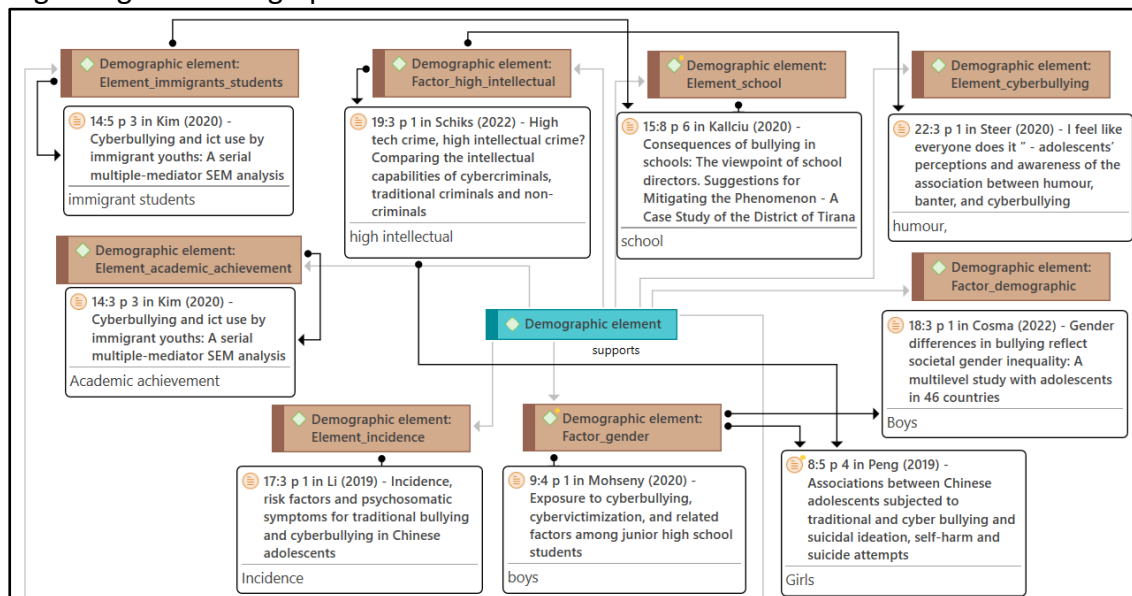 Demographic element:
Element_immigrants_students
Demographic element:
Factor_high_intellectual
Demographic element:
Element_school
Demographic element:
Element_cyberbullying
14:5 p 3 in Kim (2020) -
Cyberbullying and ict use by
immigrant youths: A serial
multiple-mediator SEM analysis
immigrant students
19:3 p 1 in Schiks (2022) - High
tech crime, high intellectual crime?
Comparing the intellectual
capabilities of cybercriminals,
traditional criminals and non-
criminals
high intellectual
15:8 p 6 in Kallciu (2020) -
Consequences of bullying in
schools: The viewpoint of school
directors. Suggestions for
Mitigating the Phenomenon - A
Case Study of the District of Tirana
school
22:3 p 1 in Steer (2020) - I feel like
everyone does it " - adolescents'
perceptions and awareness of the
association between humour,
banter, and cyberbullying
humour,
Demographic element:
Element_academic_achievement
14:3 p 3 in Kim (2020) -
Cyberbullying and ict use by
immigrant youths: A serial
multiple-mediator SEM analysis
Academic achievement
Demographic element
supports
Demographic element:
Factor_demographic
18:3 p 1 in Cosma (2022) - Gender
differences in bullying reflect
societal gender inequality: A
multilevel study with adolescents
in 46 countries
Boys
Demographic element:
Element_incidence
17:3 p 1 in Li (2019) - Incidence,
risk factors and psychosomatic
symptoms for traditional bullying
and cyberbullying in Chinese
adolescents
Incidence
Demographic element:
Factor_gender
9:4 p 1 in Mohseny (2020) -
Exposure to cyberbullying,
cybervictimization, and related
factors among junior high school
students
boys
8:5 p 4 in Peng (2019) -
Associations between Chinese
adolescents subjected to
traditional and cyber bullying and
suicidal ideation, self-harm and
suicide attempts
Girls